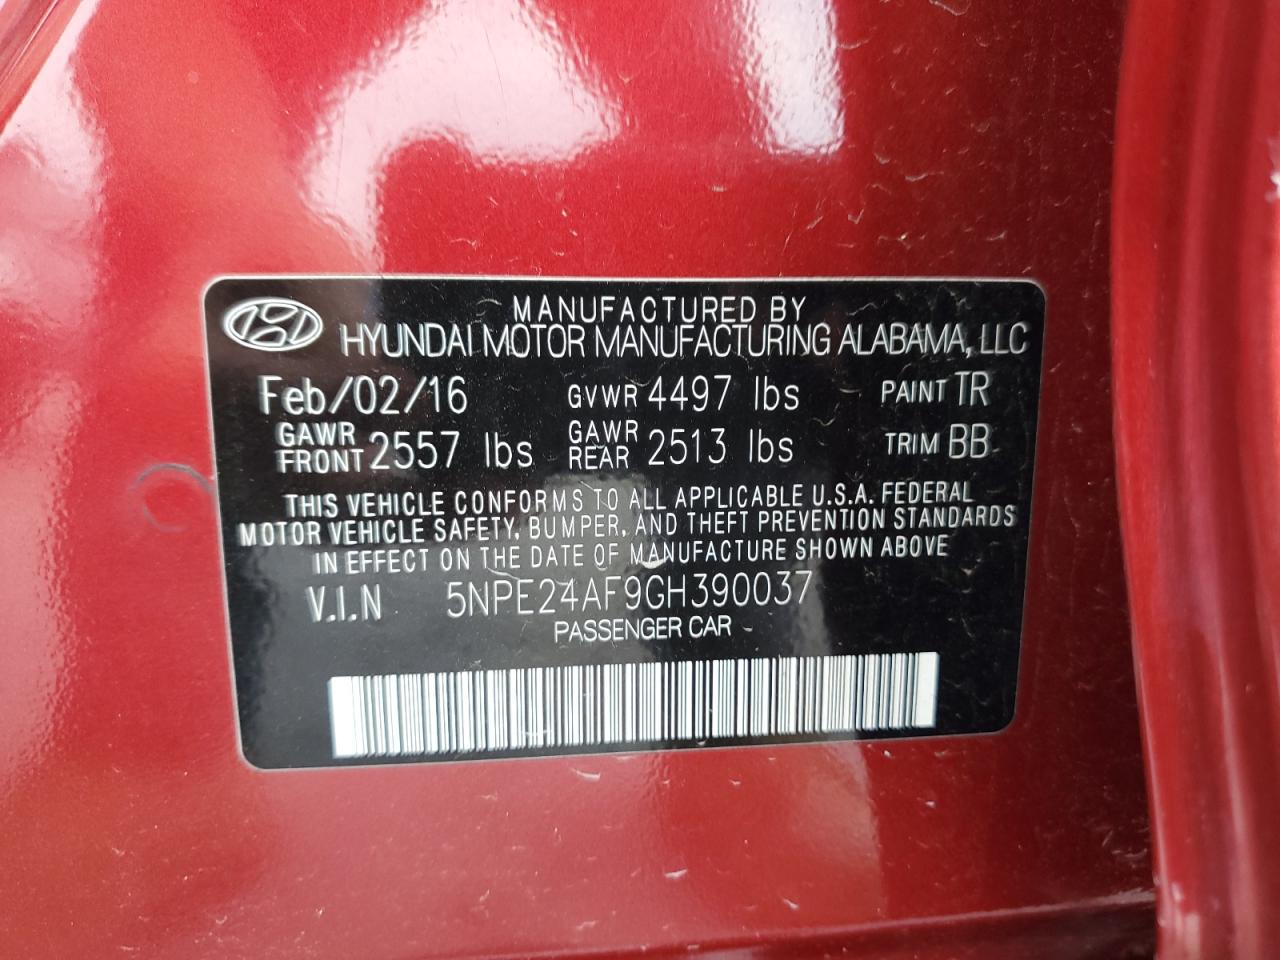 MANUFACTURED BY
HYUNDAI MOTOR MANUFACTURING ALABAMA, LLC
Feb/02/16 GVWR 4497 lbs PAINT TR
GAWR FRONT 2557 lbs GAWR REAR 2513 lbs TRIM BB
THIS VEHICLE CONFORMS TO ALL APPLICABLE U.S.A. FEDERAL
MOTOR VEHICLE SAFETY, BUMPER, AND THEFT PREVENTION STANDARDS
IN EFFECT ON THE DATE OF MANUFACTURE SHOWN ABOVE
V.I.N 5NPE24AF9GH390037
PASSENGER CAR